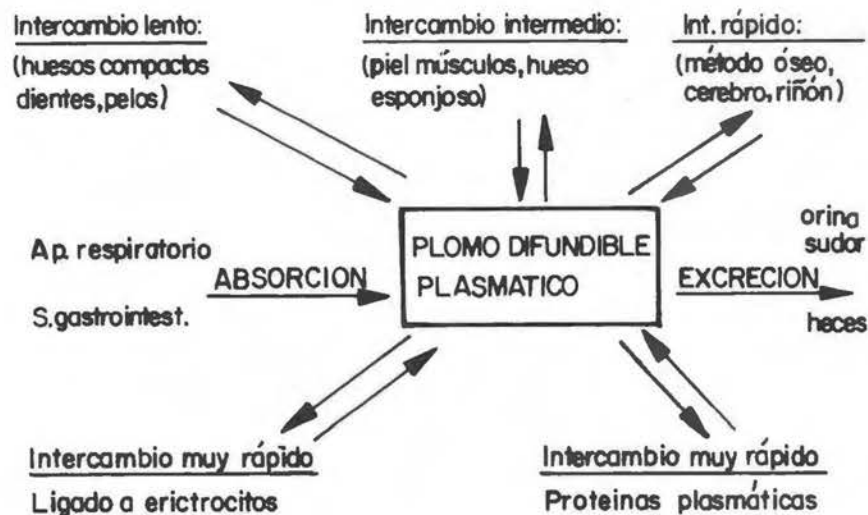 Intercambio lento:
(huesos compactos
dientes, pelos)
Intercambio intermedio:
(piel músculos, hueso
esponjoso)
Int. rápido:
(método óseo,
cerebro, riñón)
Ap. respiratorio
S. gastrointest.
ABSORCION
PLOMO DIFUNDIBLE
PLASMATICO
EXCRECION
orina
sudar
heces
Intercambio muy rápido
Ligado a erictrocitos
Intercambio muy rápido
Proteinas plasmáticas